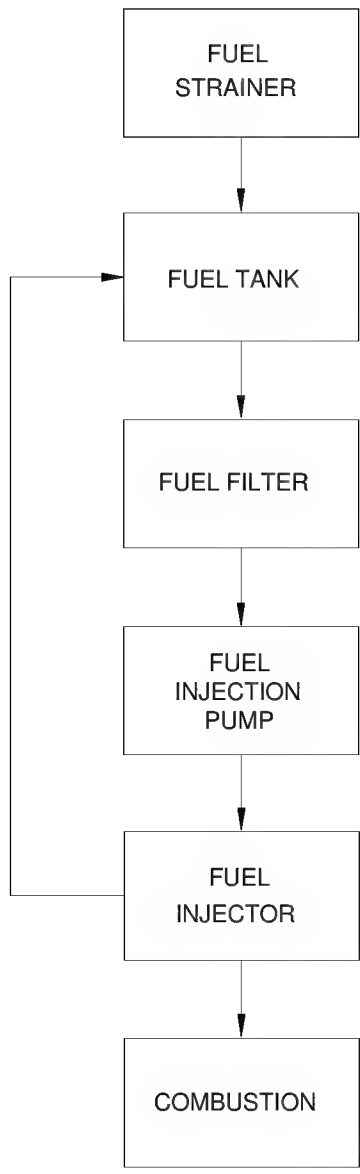 FUEL
STRAINER
FUEL TANK
FUEL FILTER
FUEL
INJECTION
PUMP
FUEL
INJECTOR
COMBUSTION